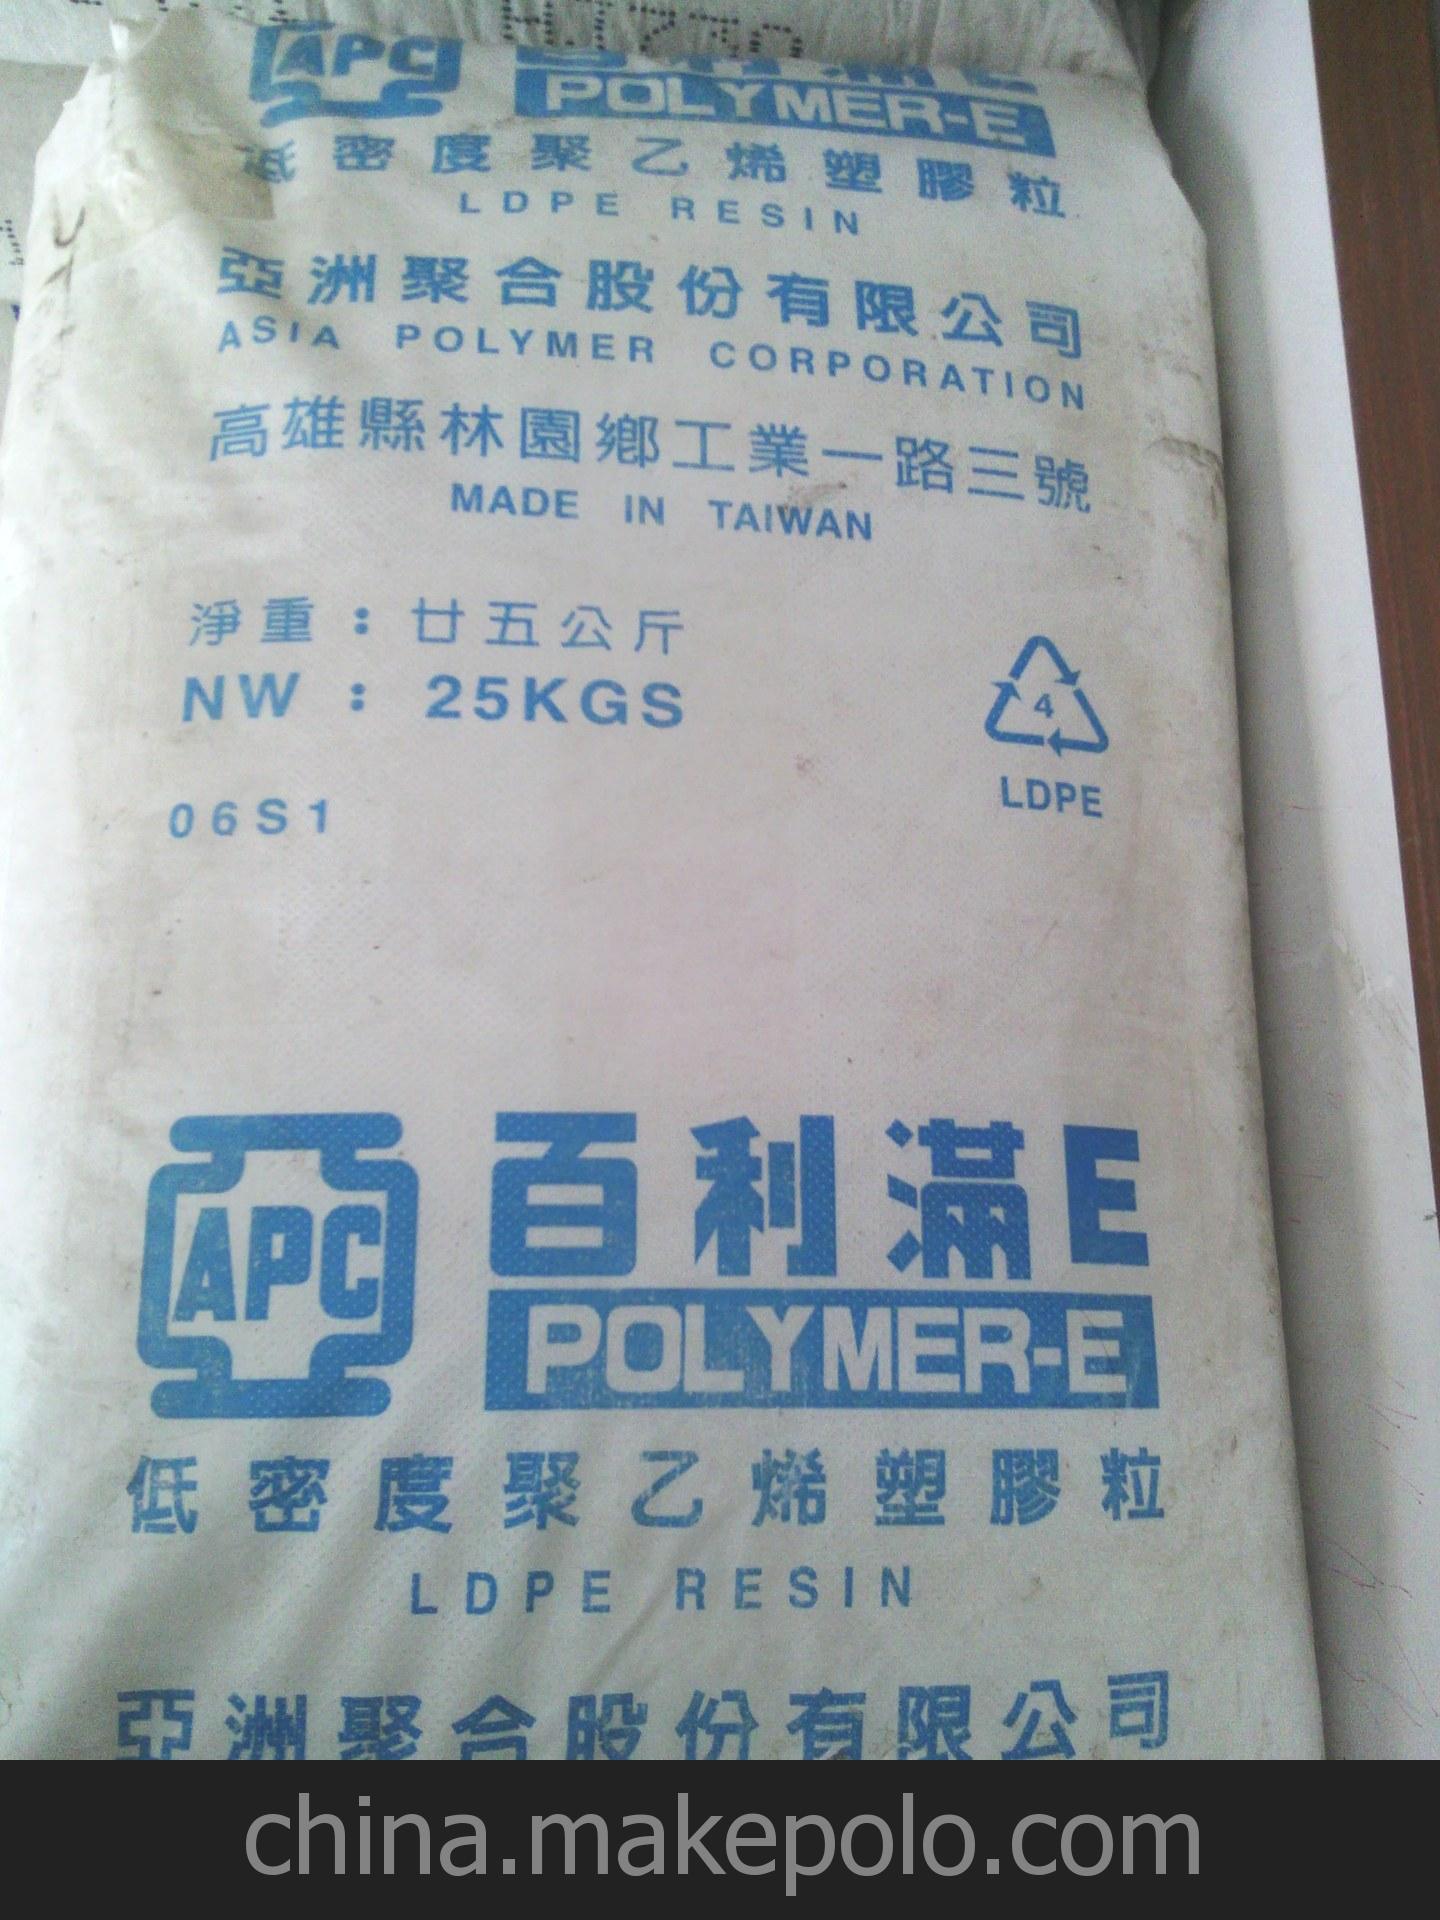 APC
POLYMER-E
低密度聚乙烯塑膠粒
LDPE RESIN
亞洲聚合股份有限公司
ASIA POLYMER CORPORATION
高雄縣林園鄉工業一路三號
MADE IN TAIWAN
淨重：廿五公斤
NW : 25KGS
4
LDPE
06S1
APC
百利滿E
POLYMER-E
低密度聚乙烯塑膠粒
LDPE RESIN
亞洲聚合股份有限公司
china.makepolo.com